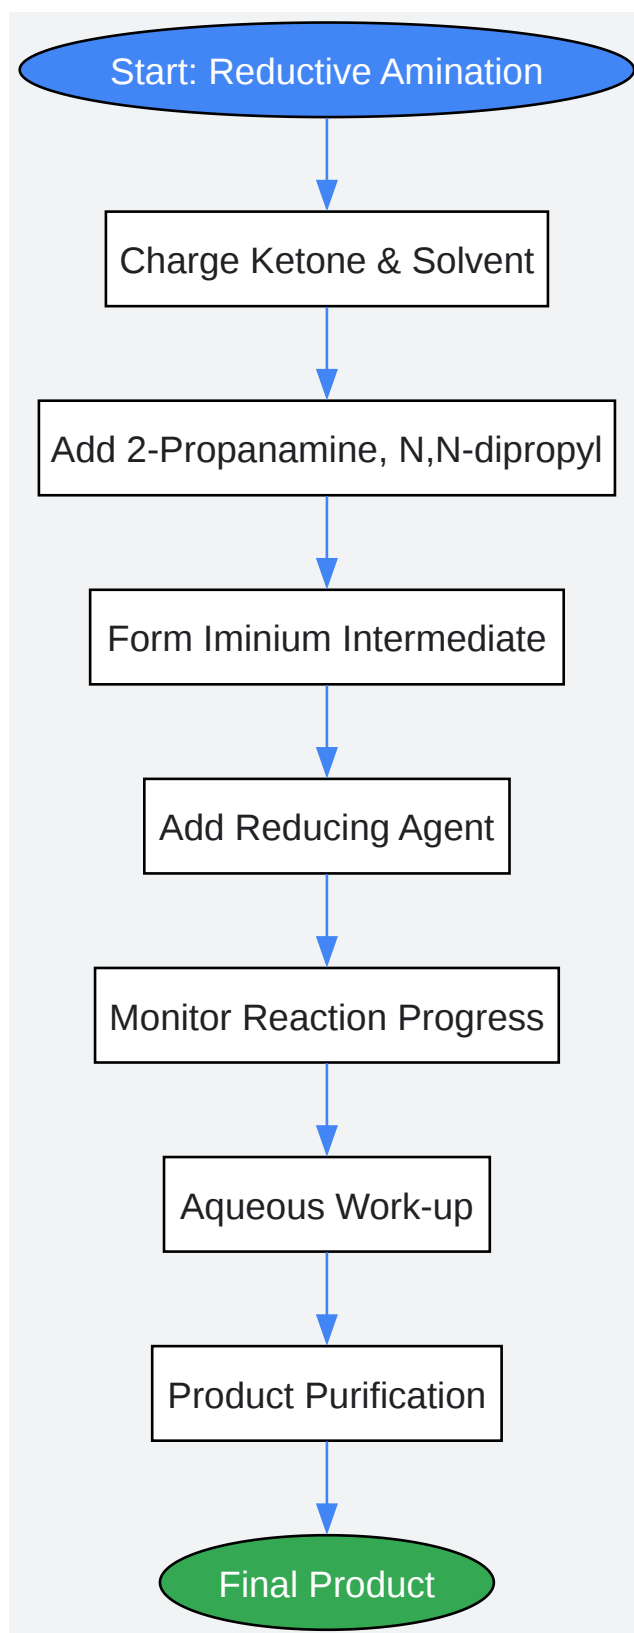 Start: Reductive Amination
Charge Ketone & Solvent
Add 2-Propanamine, N,N-dipropyl
Form Iminium Intermediate
Add Reducing Agent
Monitor Reaction Progress
Aqueous Work-up
Product Purification
Final Product